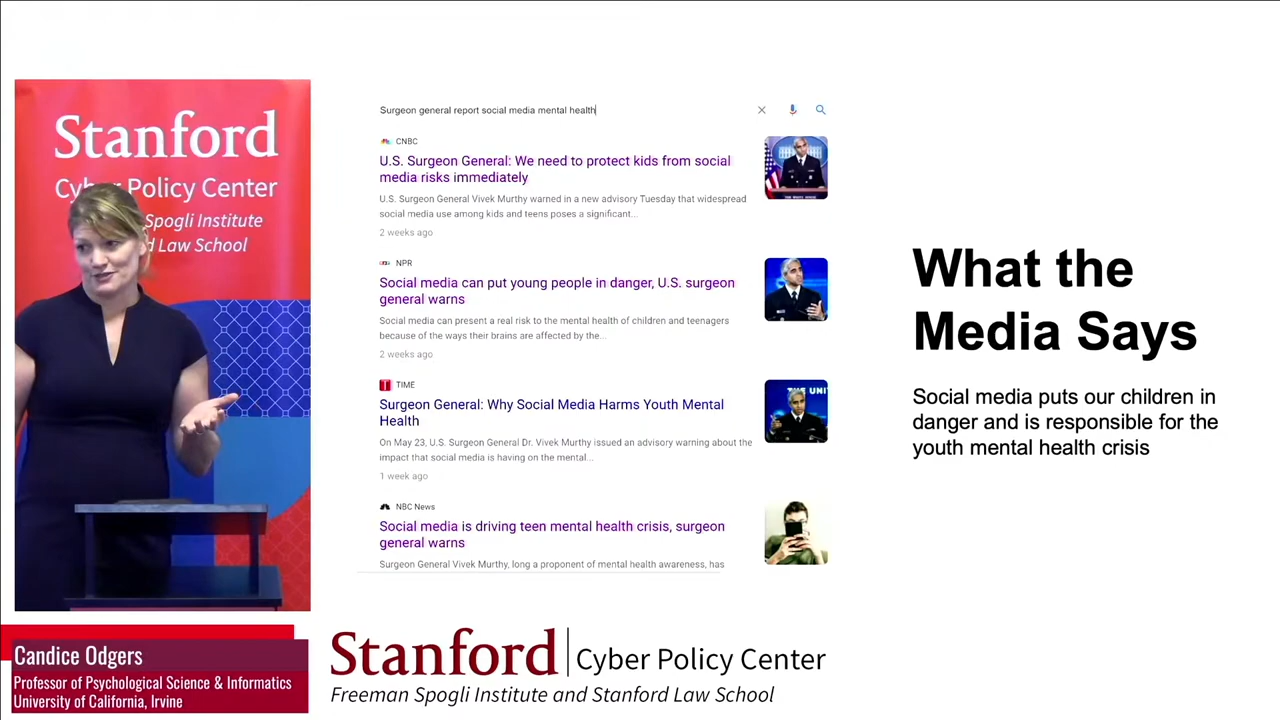 Stanford
Cyber Policy Center
Spogli Institute
Law School
Surgeon general report social media mental health
CNBC
U.S. Surgeon General: We need to protect kids from social
media risks immediately
U.S. Surgeon General Vivek Murthy warned in a new advisory Tuesday that widespread
social media use among kids and teens poses a significant...
2 weeks ago
NPR
Social media can put young people in danger, U.S. surgeon
general warns
Social media can present a real risk to the mental health of children and teenagers
because of the ways their brains are affected by the...
2 weeks ago
TIME
Surgeon General: Why Social Media Harms Youth Mental
Health
On May 23, U.S. Surgeon General Dr. Vivek Murthy issued an advisory warning about the
impact that social media is having on the mental...
1 week ago
THE UNI
NBC News
Social media is driving teen mental health crisis, surgeon
general warns
Surgeon General Vivek Murthy, long a proponent of mental health awareness, has
What the
Media Says
Social media puts our children in
danger and is responsible for the
youth mental health crisis
Candice Odgers
Professor of Psychological Science & Informatics
University of California, Irvine
Stanford | Cyber Policy Center
Freeman Spogli Institute and Stanford Law School